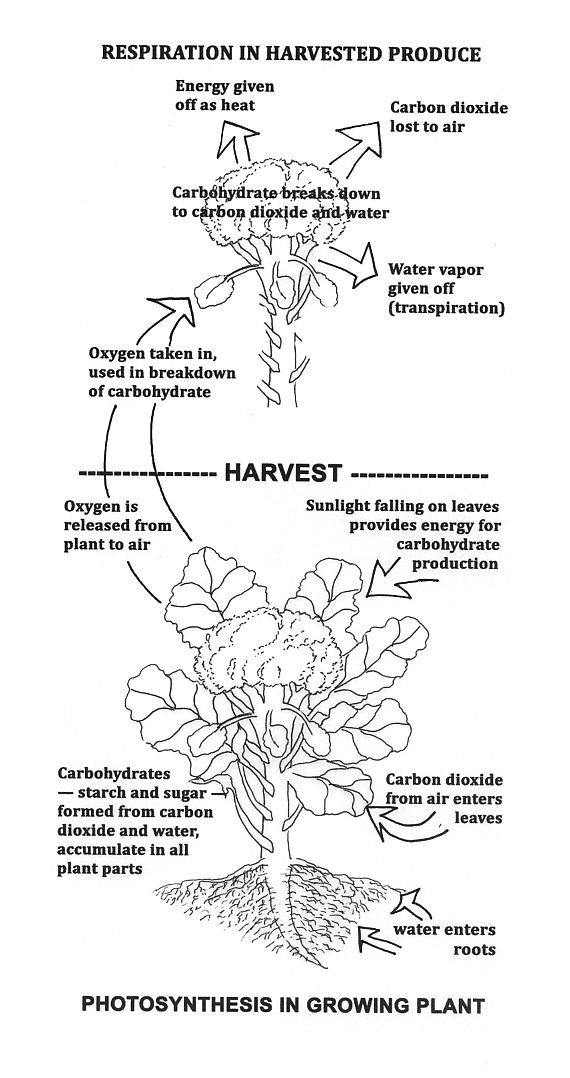 RESPIRATION IN HARVESTED PRODUCE
Energy given
off as heat
Carbon dioxide
lost to air
Carbohydrate breaks down
to carbon dioxide and water
Water vapor
given off
(transpiration)
Oxygen taken in,
used in breakdown
of carbohydrate
HARVEST
Oxygen is
released from
plant to air
Sunlight falling on leaves
provides energy for
carbohydrate
production
Carbohydrates
— starch and sugar —
formed from carbon
dioxide and water,
accumulate in all
plant parts
Carbon dioxide
from air enters
leaves
water enters
roots
PHOTOSYNTHESIS IN GROWING PLANT